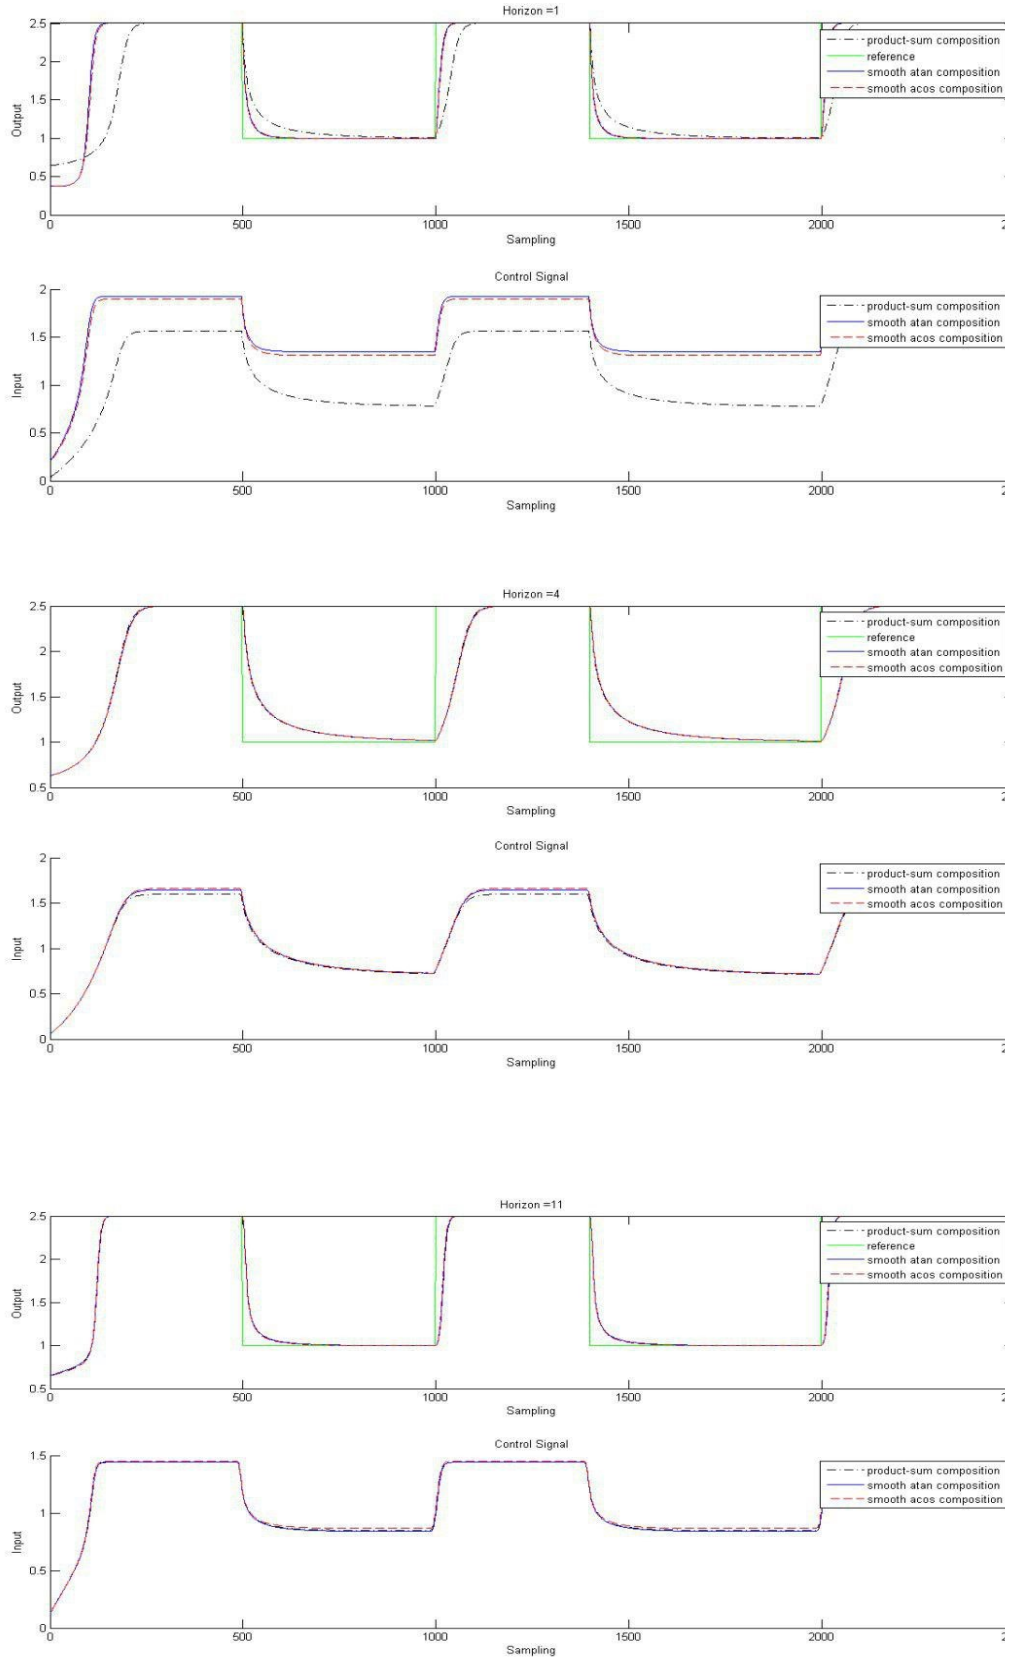 Horizon =1
2.5
2
1.5
1
0.5
0
Output
product-sum composition
reference
smooth atan composition
smooth acos composition
0 500 1000 1500 2000 2
Sampling
Control Signal
2
1.5
1
0.5
0
Input
product-sum composition
smooth atan composition
smooth acos composition
0 500 1000 1500 2000 2
Sampling
Horizon =4
2.5
2
1.5
1
0.5
Output
product-sum composition
reference
smooth atan composition
smooth acos composition
0 500 1000 1500 2000 2
Sampling
Control Signal
2
1.5
1
0.5
0
Input
product-sum composition
smooth atan composition
smooth acos composition
0 500 1000 1500 2000 2
Sampling
Horizon =11
2.5
2
1.5
1
0.5
Output
product-sum composition
reference
smooth atan composition
smooth acos composition
0 500 1000 1500 2000 2
Sampling
Control Signal
1.5
1
0.5
0
Input
product-sum composition
smooth atan composition
smooth acos composition
0 500 1000 1500 2000 2
Sampling